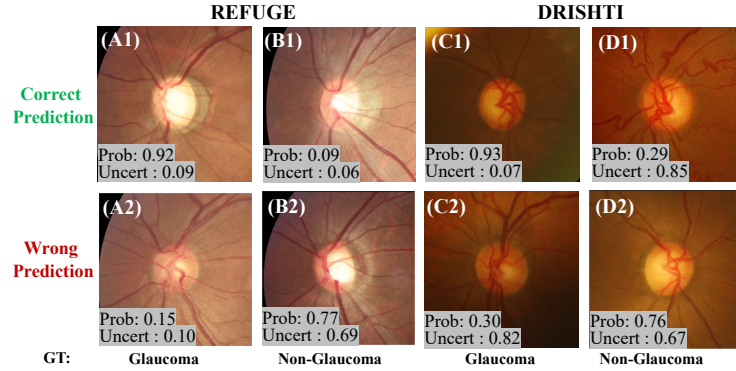 REFUGE DRISHTI
Correct
Prediction
(A1)
Prob: 0.92
Uncert : 0.09
(B1)
Prob: 0.09
Uncert : 0.06
(C1)
Prob: 0.93
Uncert : 0.07
(D1)
Prob: 0.29
Uncert : 0.85
Wrong
Prediction
(A2)
Prob: 0.15
Uncert : 0.10
(B2)
Prob: 0.77
Uncert : 0.69
(C2)
Prob: 0.30
Uncert : 0.82
(D2)
Prob: 0.76
Uncert : 0.67
GT: Glaucoma Non-Glaucoma Glaucoma Non-Glaucoma